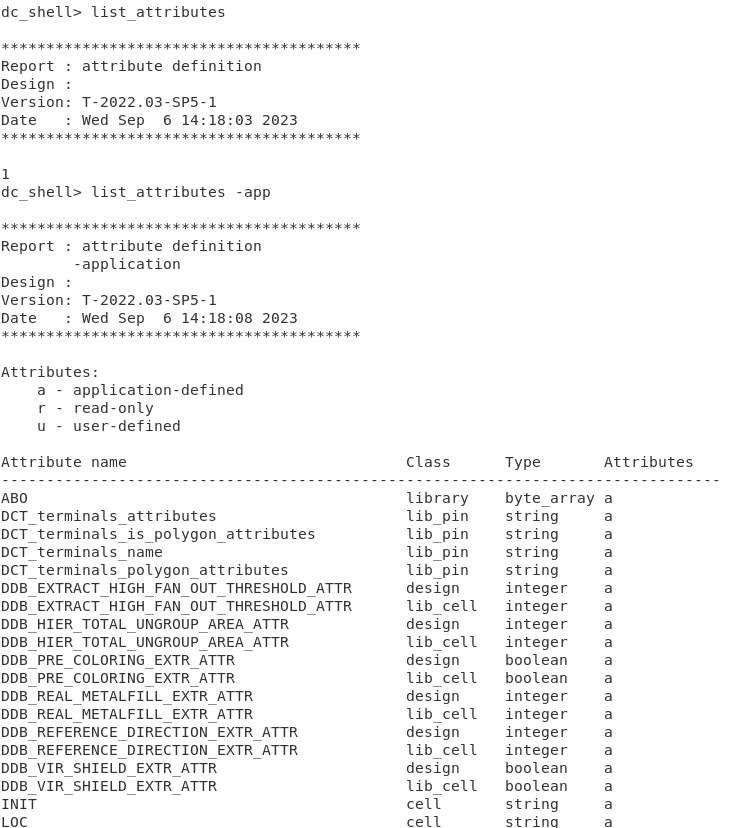 dc_shell> list_attributes
****************************************
Report : attribute definition
Design :
Version: T-2022.03-SP5-1
Date   : Wed Sep  6 14:18:03 2023
****************************************
1
dc_shell> list_attributes -app
****************************************
Report : attribute definition
        -application
Design :
Version: T-2022.03-SP5-1
Date   : Wed Sep  6 14:18:08 2023
****************************************
Attributes:
    a - application-defined
    r - read-only
    u - user-defined
Attribute name                               Class      Type       Attributes
--------------------------------------------------------------------------------
ABO                                          library    byte_array a
DCT_terminals_attributes                     lib_pin    string     a
DCT_terminals_is_polygon_attributes          lib_pin    string     a
DCT_terminals_name                           lib_pin    string     a
DCT_terminals_polygon_attributes             lib_pin    string     a
DDB_EXTRACT_HIGH_FAN_OUT_THRESHOLD_ATTR      design     integer    a
DDB_EXTRACT_HIGH_FAN_OUT_THRESHOLD_ATTR      lib_cell   integer    a
DDB_HIER_TOTAL_UNGROUP_AREA_ATTR             design     integer    a
DDB_HIER_TOTAL_UNGROUP_AREA_ATTR             lib_cell   integer    a
DDB_PRE_COLORING_EXTR_ATTR                   design     boolean    a
DDB_PRE_COLORING_EXTR_ATTR                   lib_cell   boolean    a
DDB_REAL_METALFILL_EXTR_ATTR                 design     integer    a
DDB_REAL_METALFILL_EXTR_ATTR                 lib_cell   integer    a
DDB_REFERENCE_DIRECTION_EXTR_ATTR            design     integer    a
DDB_REFERENCE_DIRECTION_EXTR_ATTR            lib_cell   integer    a
DDB_VIR_SHIELD_EXTR_ATTR                     design     boolean    a
DDB_VIR_SHIELD_EXTR_ATTR                     lib_cell   boolean    a
INIT                                         cell       string     a
LOC                                          cell       string     a